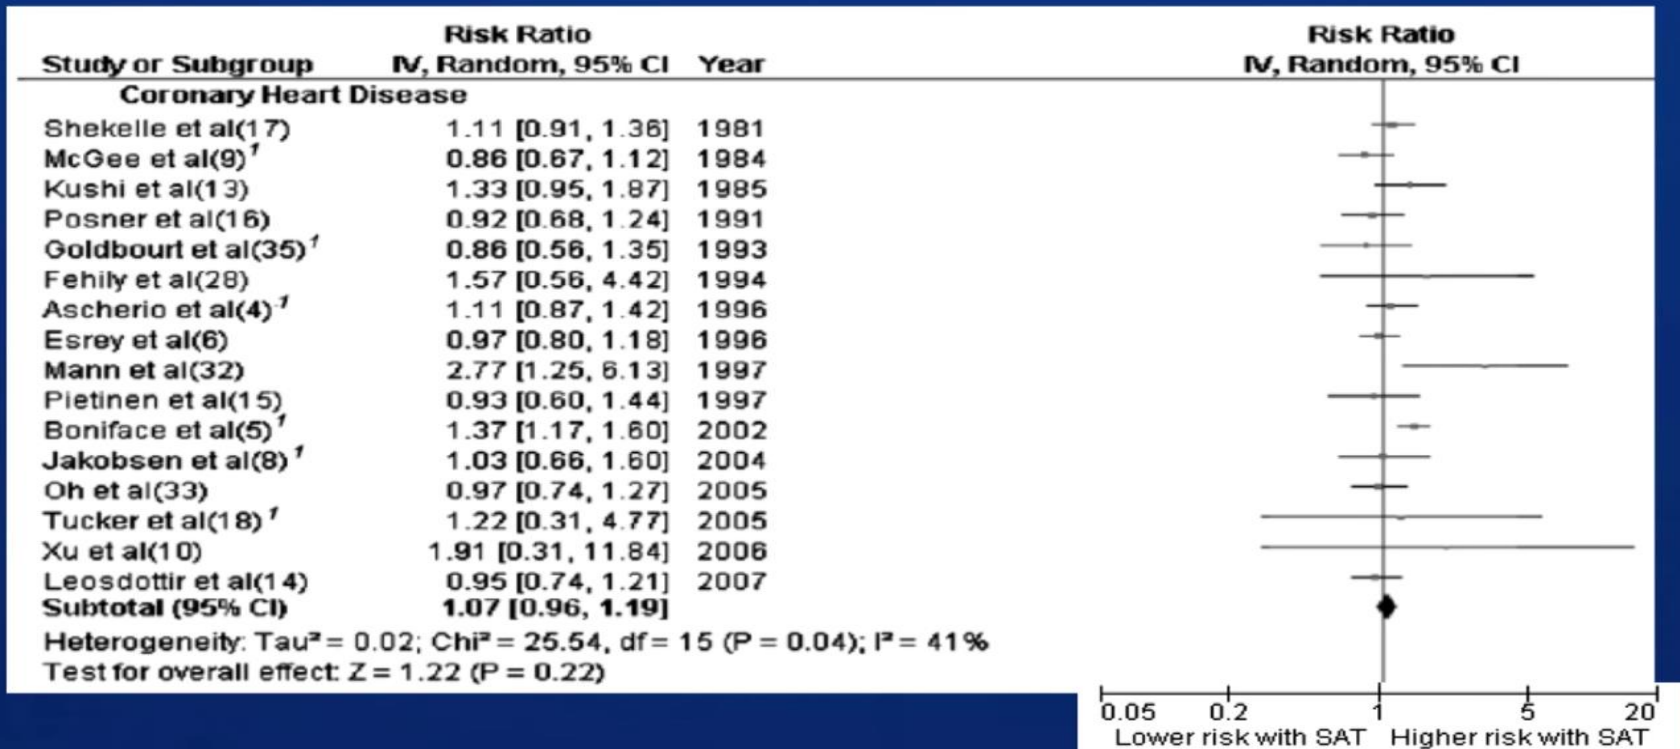 Risk Ratio Risk Ratio
Study or Subgroup IV, Random, 95% CI Year IV, Random, 95% CI
Coronary Heart Disease
Shekelle et al(17) 1.11 [0.91, 1.36] 1981
McGee et al(9)¹ 0.86 [0.67, 1.12] 1984
Kushi et al(13) 1.33 [0.95, 1.87] 1985
Posner et al(16) 0.92 [0.68, 1.24] 1991
Goldbourt et al(35)¹ 0.86 [0.56, 1.35] 1993
Fehily et al(28) 1.57 [0.56, 4.42] 1994
Ascherio et al(4)¹ 1.11 [0.87, 1.42] 1996
Esrey et al(6) 0.97 [0.80, 1.18] 1996
Mann et al(32) 2.77 [1.25, 6.13] 1997
Pietinen et al(15) 0.93 [0.60, 1.44] 1997
Boniface et al(5)¹ 1.37 [1.17, 1.60] 2002
Jakobsen et al(8)¹ 1.03 [0.66, 1.60] 2004
Oh et al(33) 0.97 [0.74, 1.27] 2005
Tucker et al(18)¹ 1.22 [0.31, 4.77] 2005
Xu et al(10) 1.91 [0.31, 11.84] 2006
Leosdottir et al(14) 0.95 [0.74, 1.21] 2007
Subtotal (95% CI) 1.07 [0.96, 1.19]
Heterogeneity: Tau² = 0.02; Chi² = 25.54, df = 15 (P = 0.04); I² = 41%
Test for overall effect: Z = 1.22 (P = 0.22)
0.05 0.2 1 5 20
Lower risk with SAT Higher risk with SAT